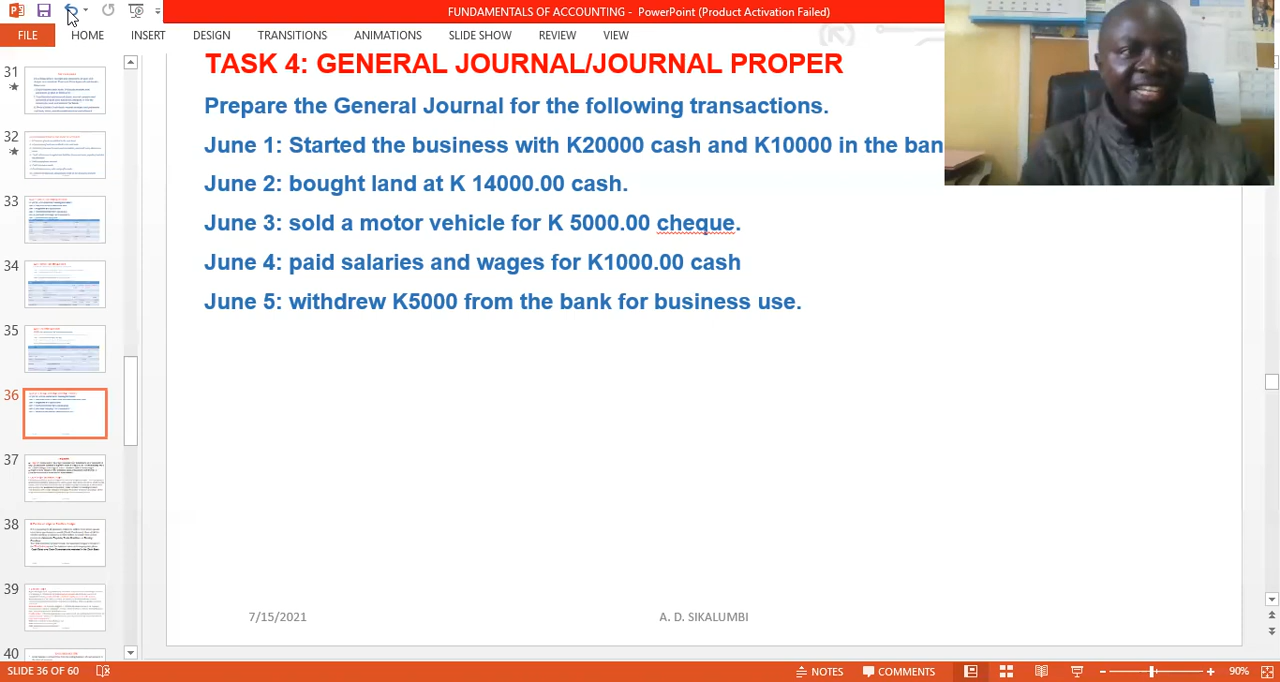 FUNDAMENTALS OF ACCOUNTING - PowerPoint (Product Activation Failed)
FILE HOME INSERT DESIGN TRANSITIONS ANIMATIONS SLIDE SHOW REVIEW VIEW
TASK 4: GENERAL JOURNAL/JOURNAL PROPER
Prepare the General Journal for the following transactions.
June 1: Started the business with K20000 cash and K10000 in the ban
June 2: bought land at K 14000.00 cash.
June 3: sold a motor vehicle for K 5000.00 cheque.
June 4: paid salaries and wages for K1000.00 cash
June 5: withdrew K5000 from the bank for business use.
31
32
33
34
35
36
37
38
39
40
7/15/2021 A. D. SIKALUMBI
SLIDE 36 OF 60 NOTES COMMENTS 90%